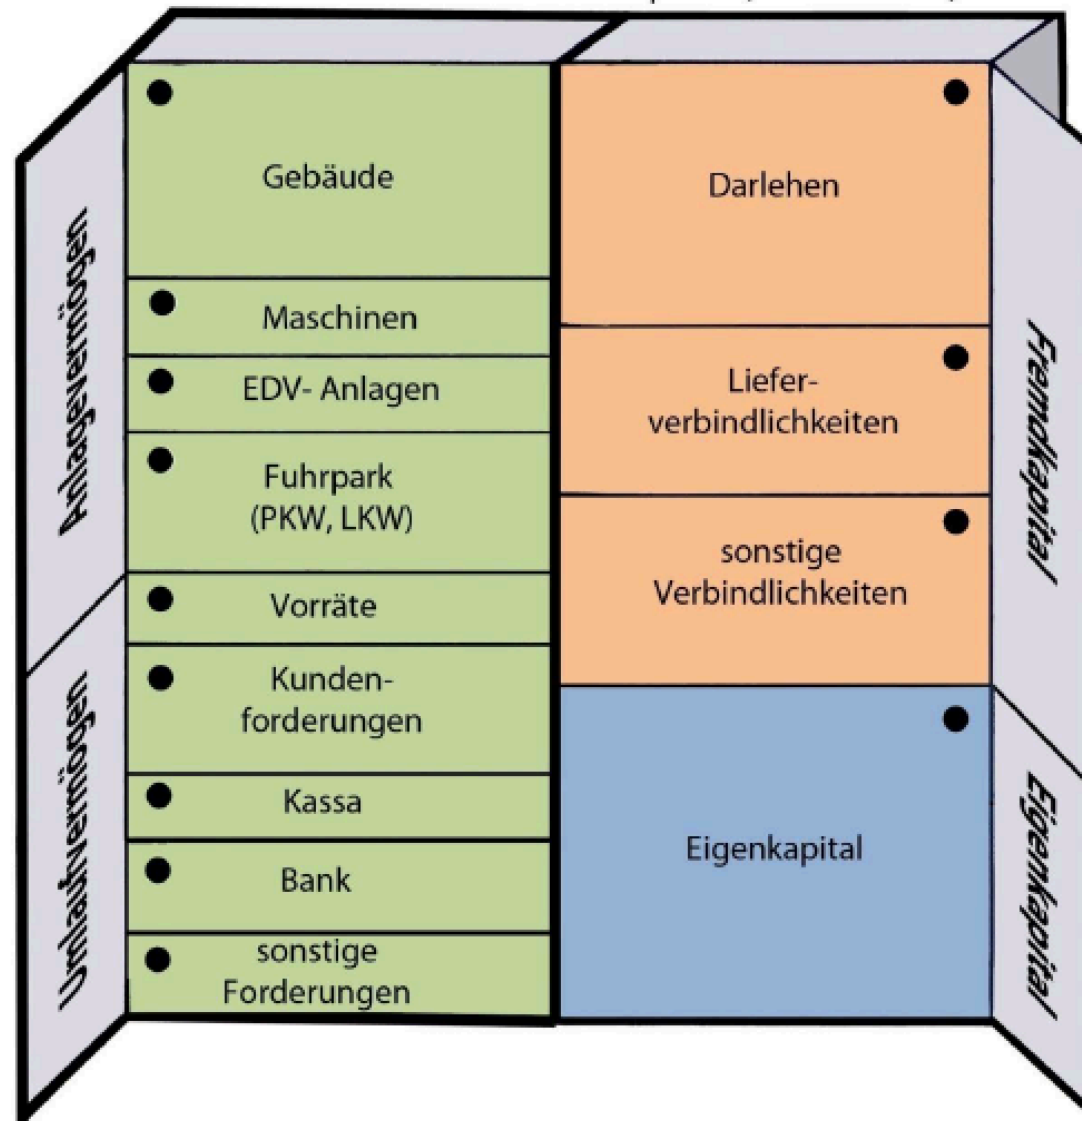 Anlagevermögen
Umlaufvermögen
Gebäude
Maschinen
EDV- Anlagen
Fuhrpark
(PKW, LKW)
Vorräte
Kunden-
forderungen
Kassa
Bank
sonstige
Forderungen
Darlehen
Liefer-
verbindlichkeiten
sonstige
Verbindlichkeiten
Eigenkapital
Fremdkapital
Eigenkapital